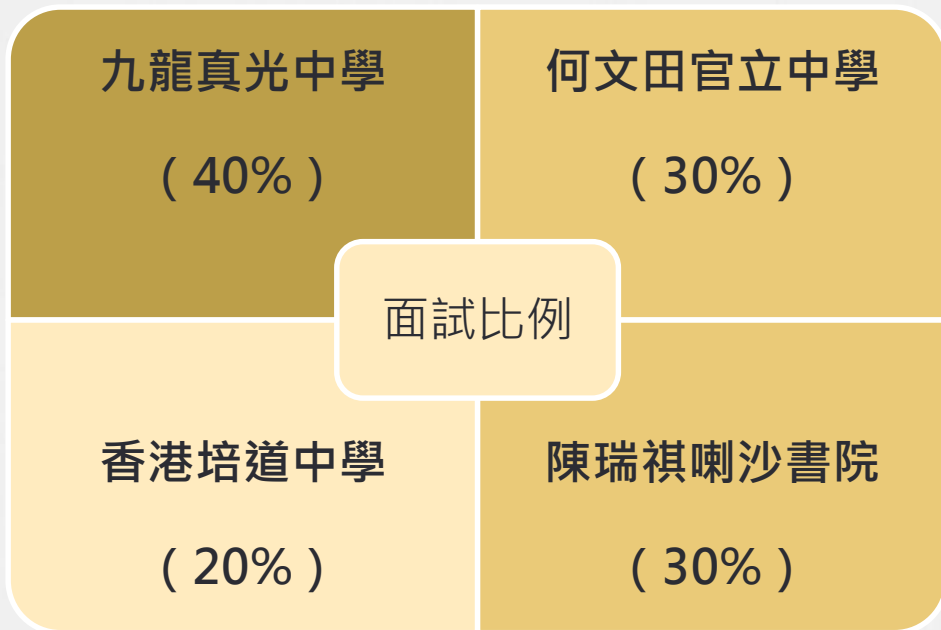 九龍真光中學
( 40% )
何文田官立中學
( 30% )
面試比例
香港培道中學
( 20% )
陳瑞祺喇沙書院
( 30% )